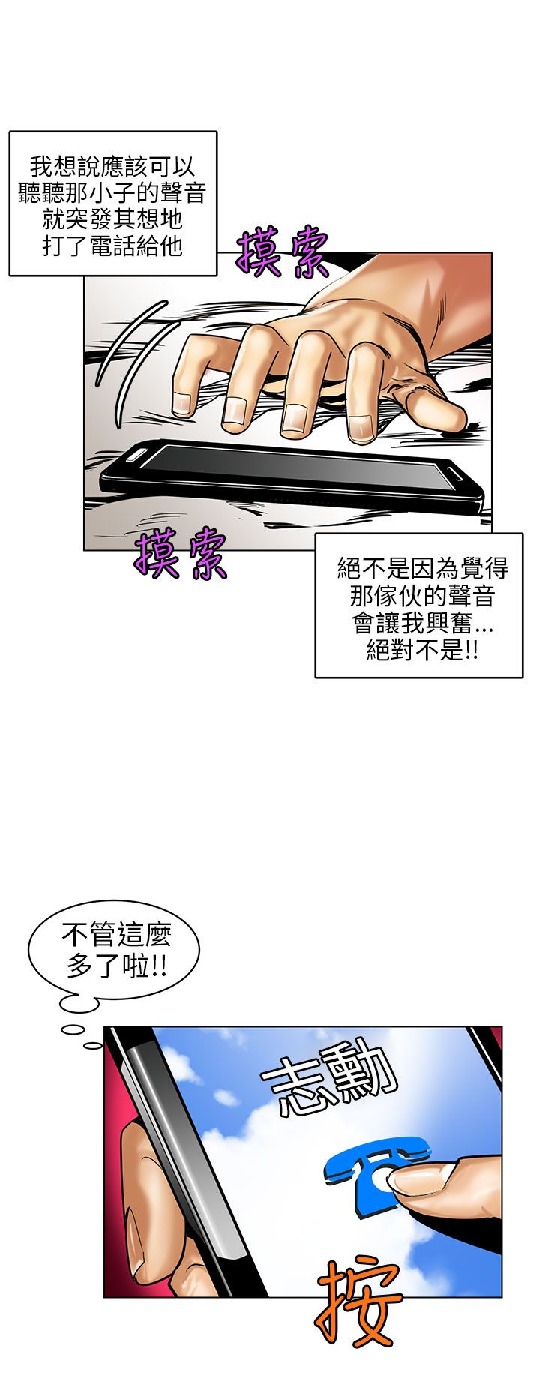 我想說應該可以
聽聽那小子的聲音
就突發其想地
打了電話給他
摸索
摸索
絕不是因為覺得
那傢伙的聲音
會讓我興奮...
絕對不是!!
不管這麼
多了啦!!
志勳
按